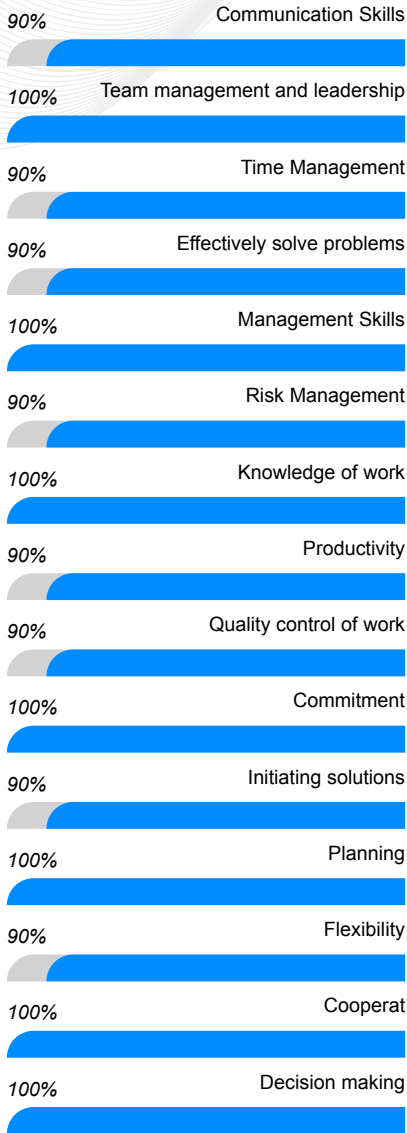 90% Communication Skills
100% Team management and leadership
90% Time Management
90% Effectively solve problems
100% Management Skills
90% Risk Management
100% Knowledge of work
90% Productivity
90% Quality control of work
100% Commitment
90% Initiating solutions
100% Planning
90% Flexibility
100% Cooperat
100% Decision making